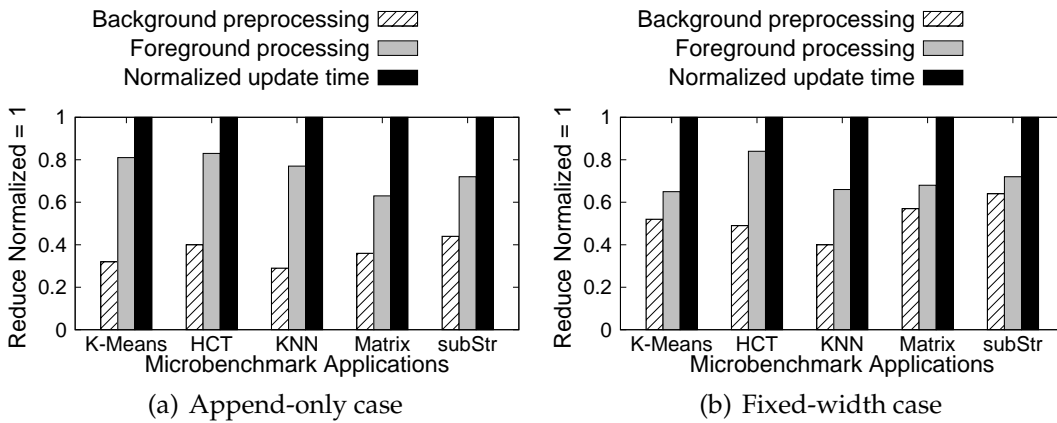 Background preprocessing
Foreground processing
Normalized update time
Reduce Normalized = 1
1
0.8
0.6
0.4
0.2
0
K-Means HCT KNN Matrix subStr
Microbenchmark Applications
(a) Append-only case
Background preprocessing
Foreground processing
Normalized update time
Reduce Normalized = 1
1
0.8
0.6
0.4
0.2
0
K-Means HCT KNN Matrix subStr
Microbenchmark Applications
(b) Fixed-width case